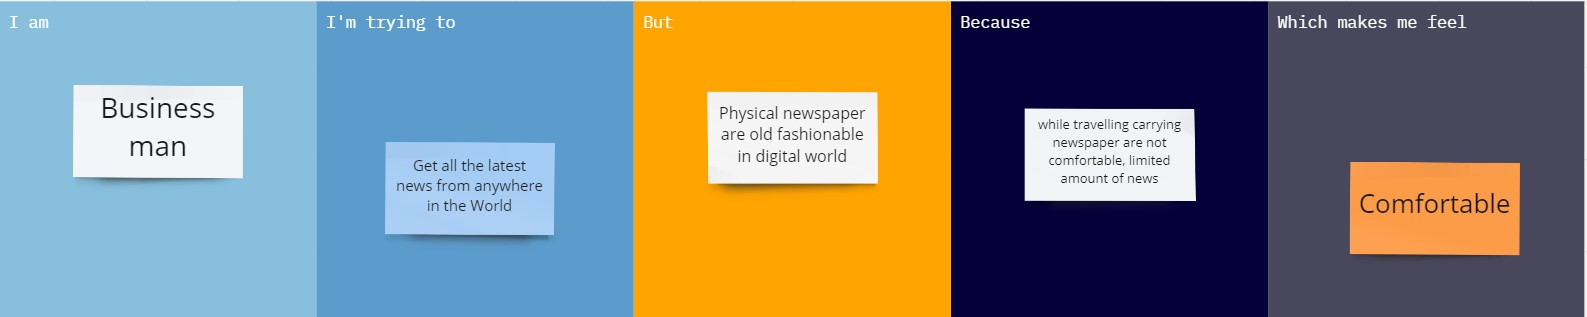 I am
Business
man
I'm trying to
Get all the latest
news from anywhere
in the World
But
Physical newspaper
are old fashionable
in digital world
Because
while travelling carrying
newspaper are not
comfortable, limited
amount of news
Which makes me feel
Comfortable